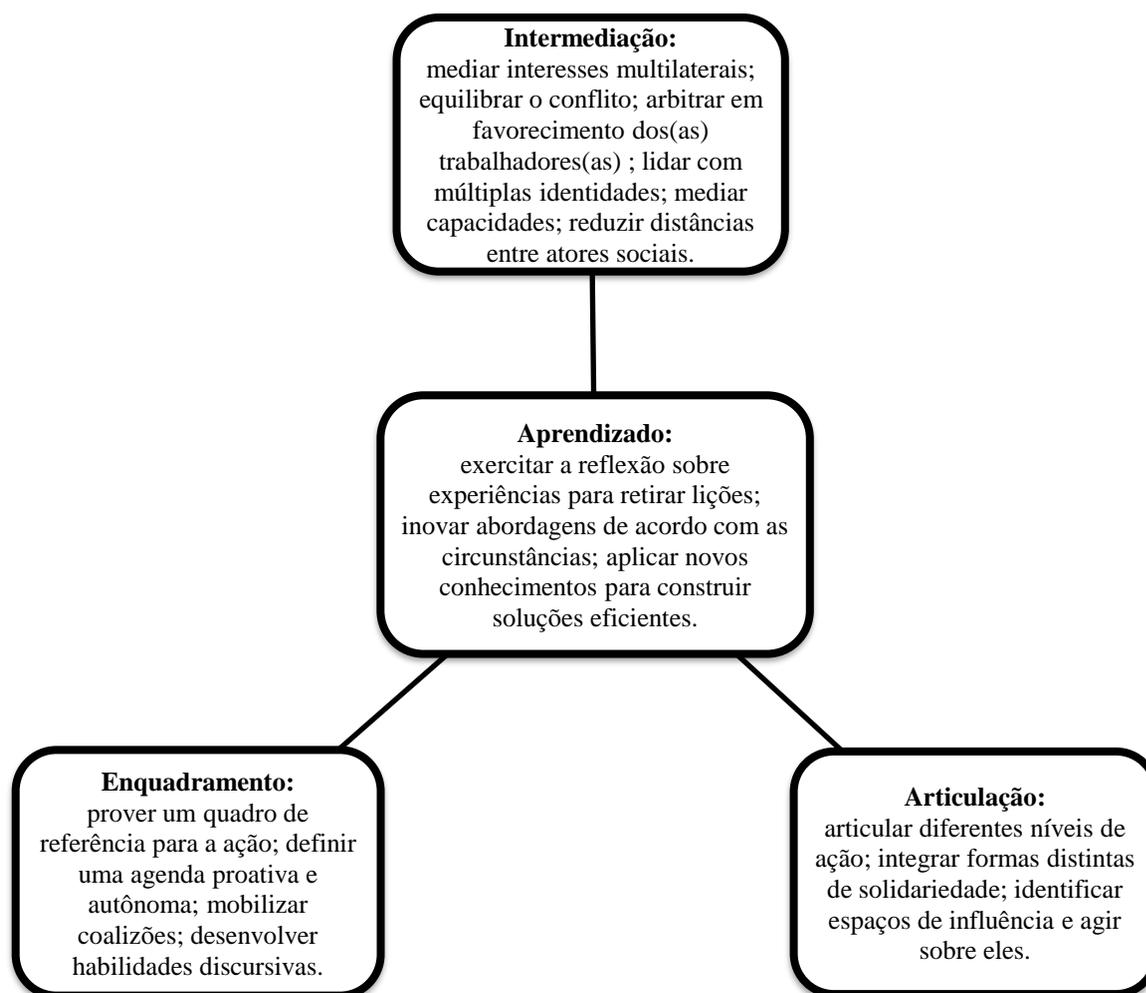 Intermediação:
mediar interesses multilaterais;
equilibrar o conflito; arbitrar em
favorecimento dos(as)
trabalhadores(as) ; lidar com
múltiplas identidades; mediar
capacidades; reduzir distâncias
entre atores sociais.
Aprendizado:
exercitar a reflexão sobre
experiências para retirar lições;
inovar abordagens de acordo com as
circunstâncias; aplicar novos
conhecimentos para construir
soluções eficientes.
Enquadramento:
prover um quadro de
referência para a ação; definir
uma agenda proativa e
autônoma; mobilizar
coalizões; desenvolver
habilidades discursivas.
Articulação:
articular diferentes níveis de
ação; integrar formas distintas
de solidariedade; identificar
espaços de influência e agir
sobre eles.